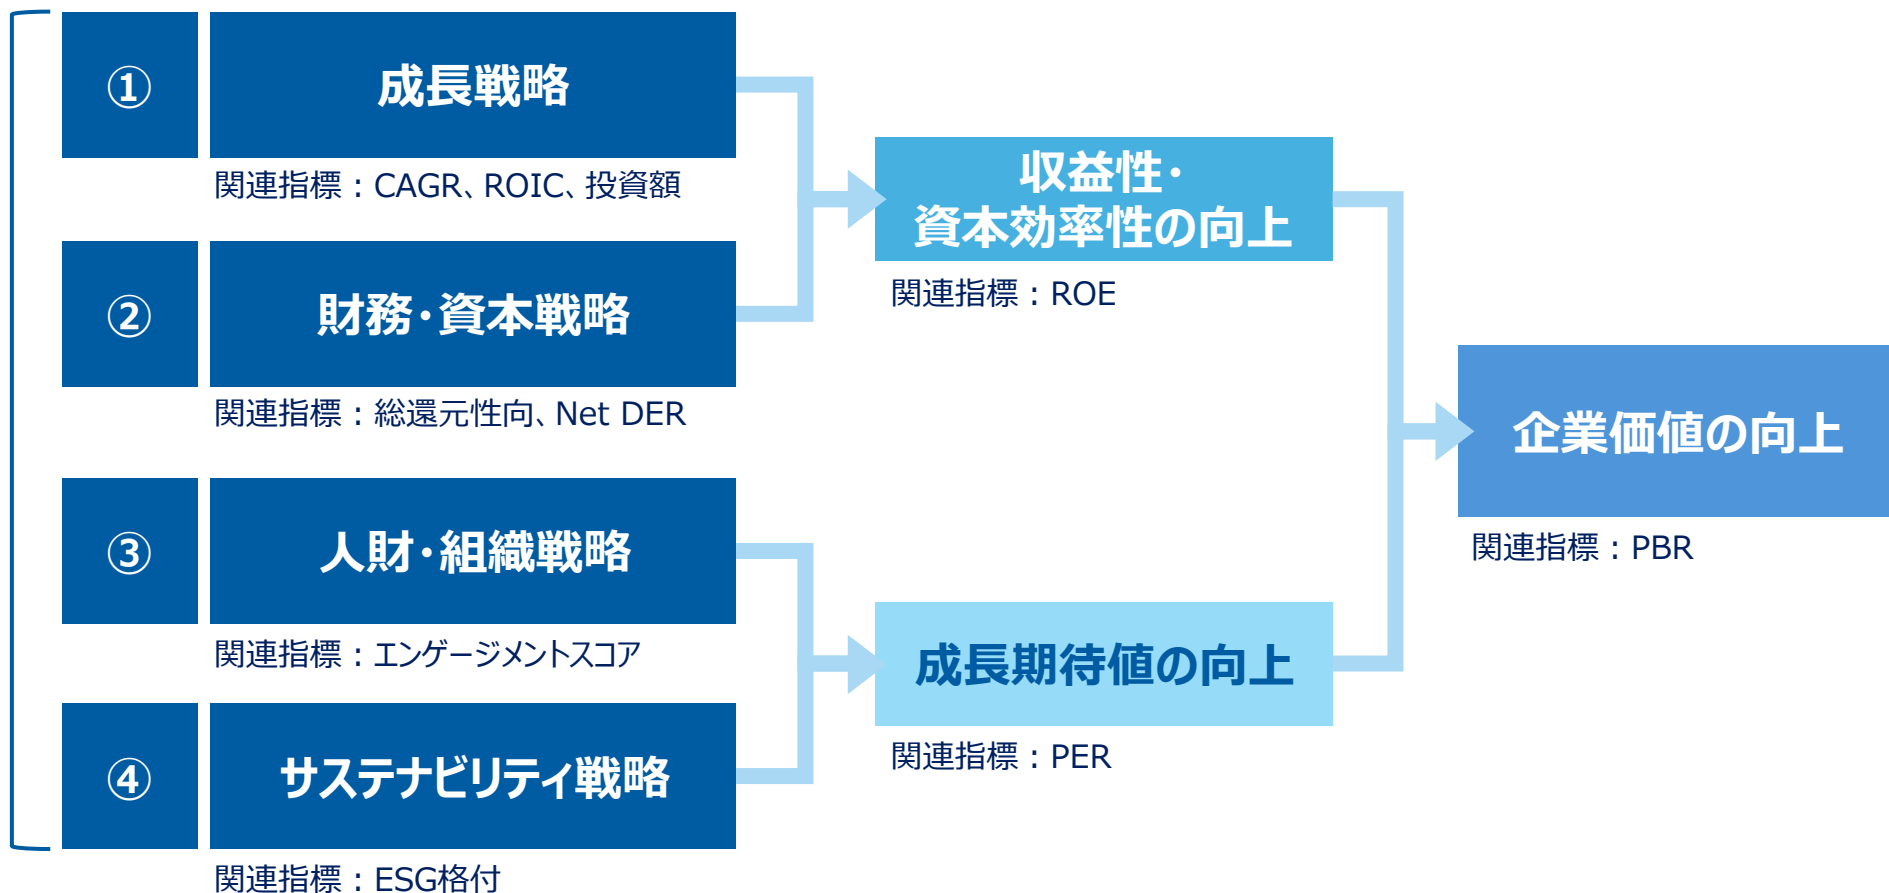 ①
成長戦略
関連指標：CAGR、ROIC、投資額
②
財務・資本戦略
関連指標：総還元性向、Net DER
③
人財・組織戦略
関連指標：エンゲージメントスコア
④
サステナビリティ戦略
関連指標：ESG格付
収益性・
資本効率性の向上
関連指標：ROE
成長期待値の向上
関連指標：PER
企業価値の向上
関連指標：PBR